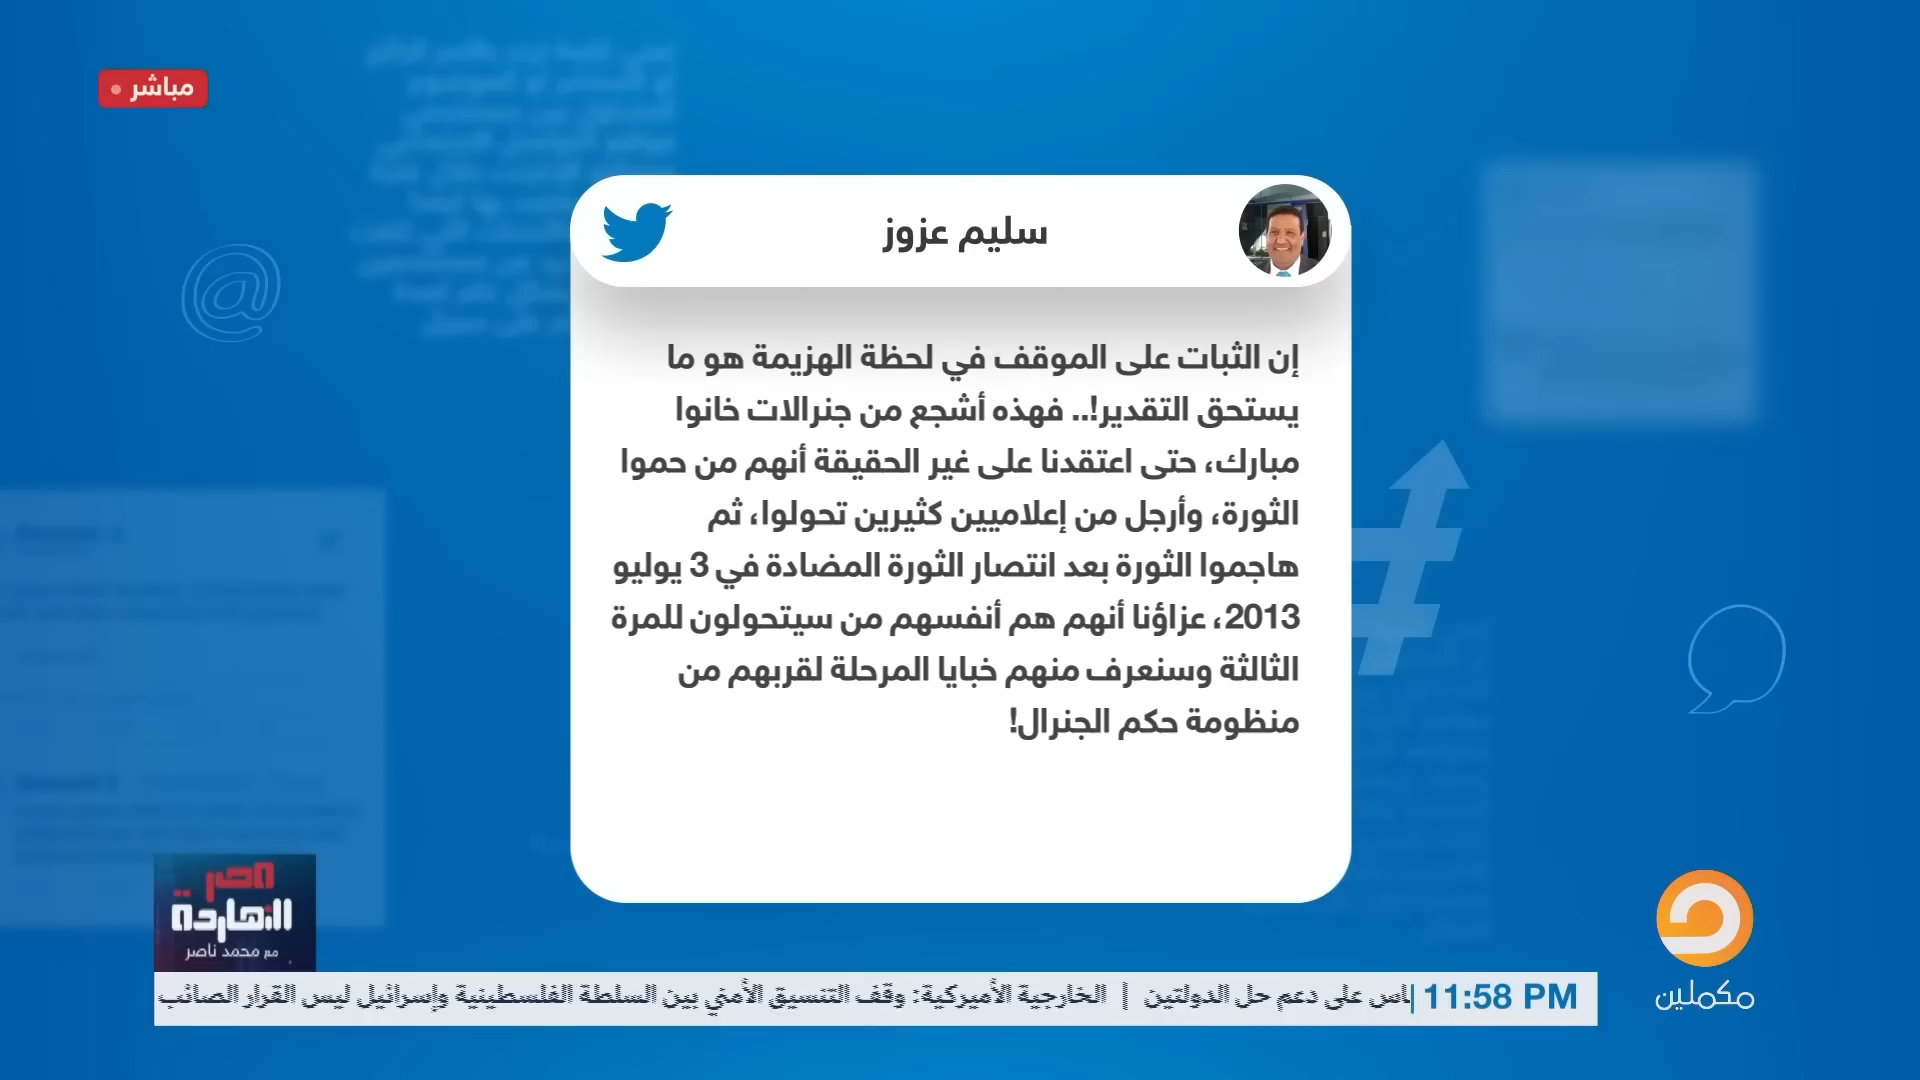 مباشر
سليم عزوز
إن الثبات على الموقف في لحظة الهزيمة هو ما
يستحق التقدير!.. فهذه أشجع من جنرالات خانوا
مبارك، حتى اعتقدنا على غير الحقيقة أنهم من حموا
الثورة، وأرجل من إعلاميين كثيرين تحولوا، ثم
هاجموا الثورة بعد انتصار الثورة المضادة في 3 يوليو
2013، عزاؤنا أنهم هم أنفسهم من سيتحولون للمرة
الثالثة وسنعرف منهم خبايا المرحلة لقربهم من
منظومة حكم الجنرال!
مصر
النهاردة
مع محمد ناصر
11:58 PM
على دعم حل الدولتين | الخارجية الأميركية: وقف التنسيق الأمني بين السلطة الفلسطينية وإسرائيل ليس القرار الصائب
مكملين